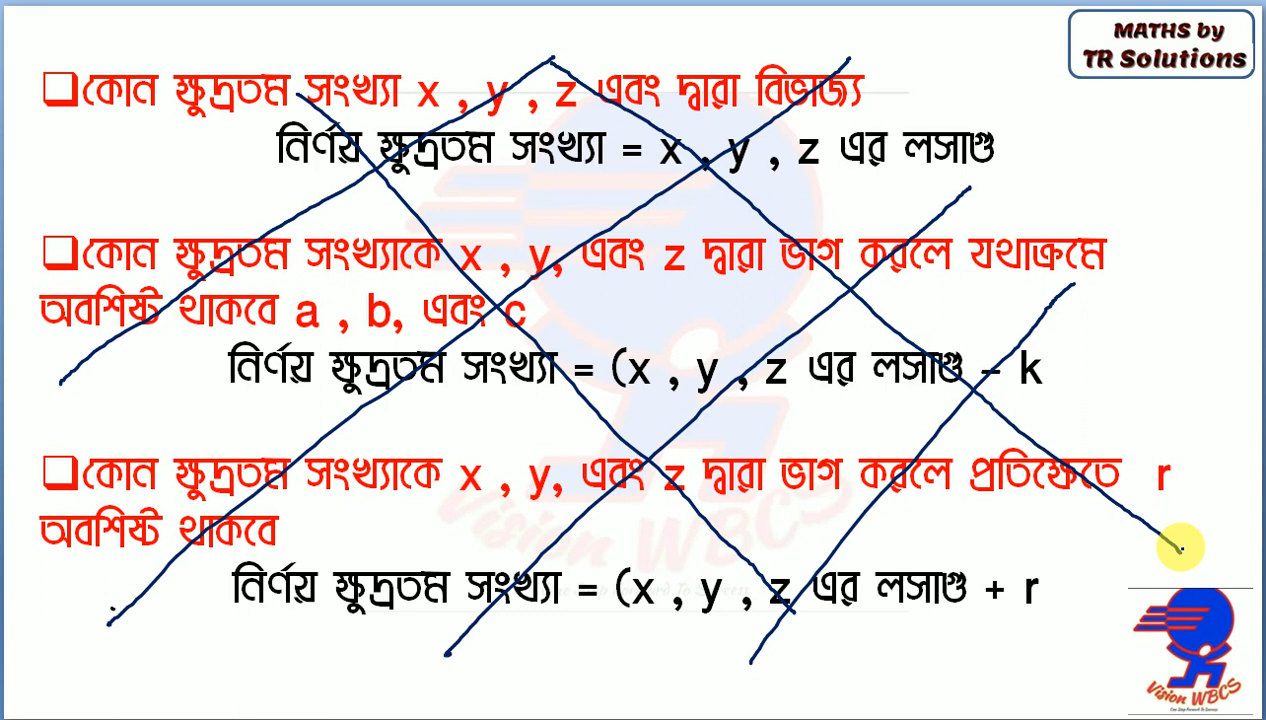 MATHS by
TR Solutions
কোন ক্ষুদ্রতম সংখ্যা x , y , z এবং দ্বারা বিভাজ্য
নির্ণয় ক্ষুদ্রতম সংখ্যা = x , y , z এর লসাগু
কোন ক্ষুদ্রতম সংখ্যাকে x , y, এবং z দ্বারা ভাগ করলে যথাক্রমে
অবশিষ্ট থাকবে a , b, এবং c
নির্ণয় ক্ষুদ্রতম সংখ্যা = (x , y , z এর লসাগু – k
কোন ক্ষুদ্রতম সংখ্যাকে x , y, এবং z দ্বারা ভাগ করলে প্রতিক্ষেতে r
অবশিষ্ট থাকবে
নির্ণয় ক্ষুদ্রতম সংখ্যা = (x , y , z এর লসাগু + r
Vision WBCS